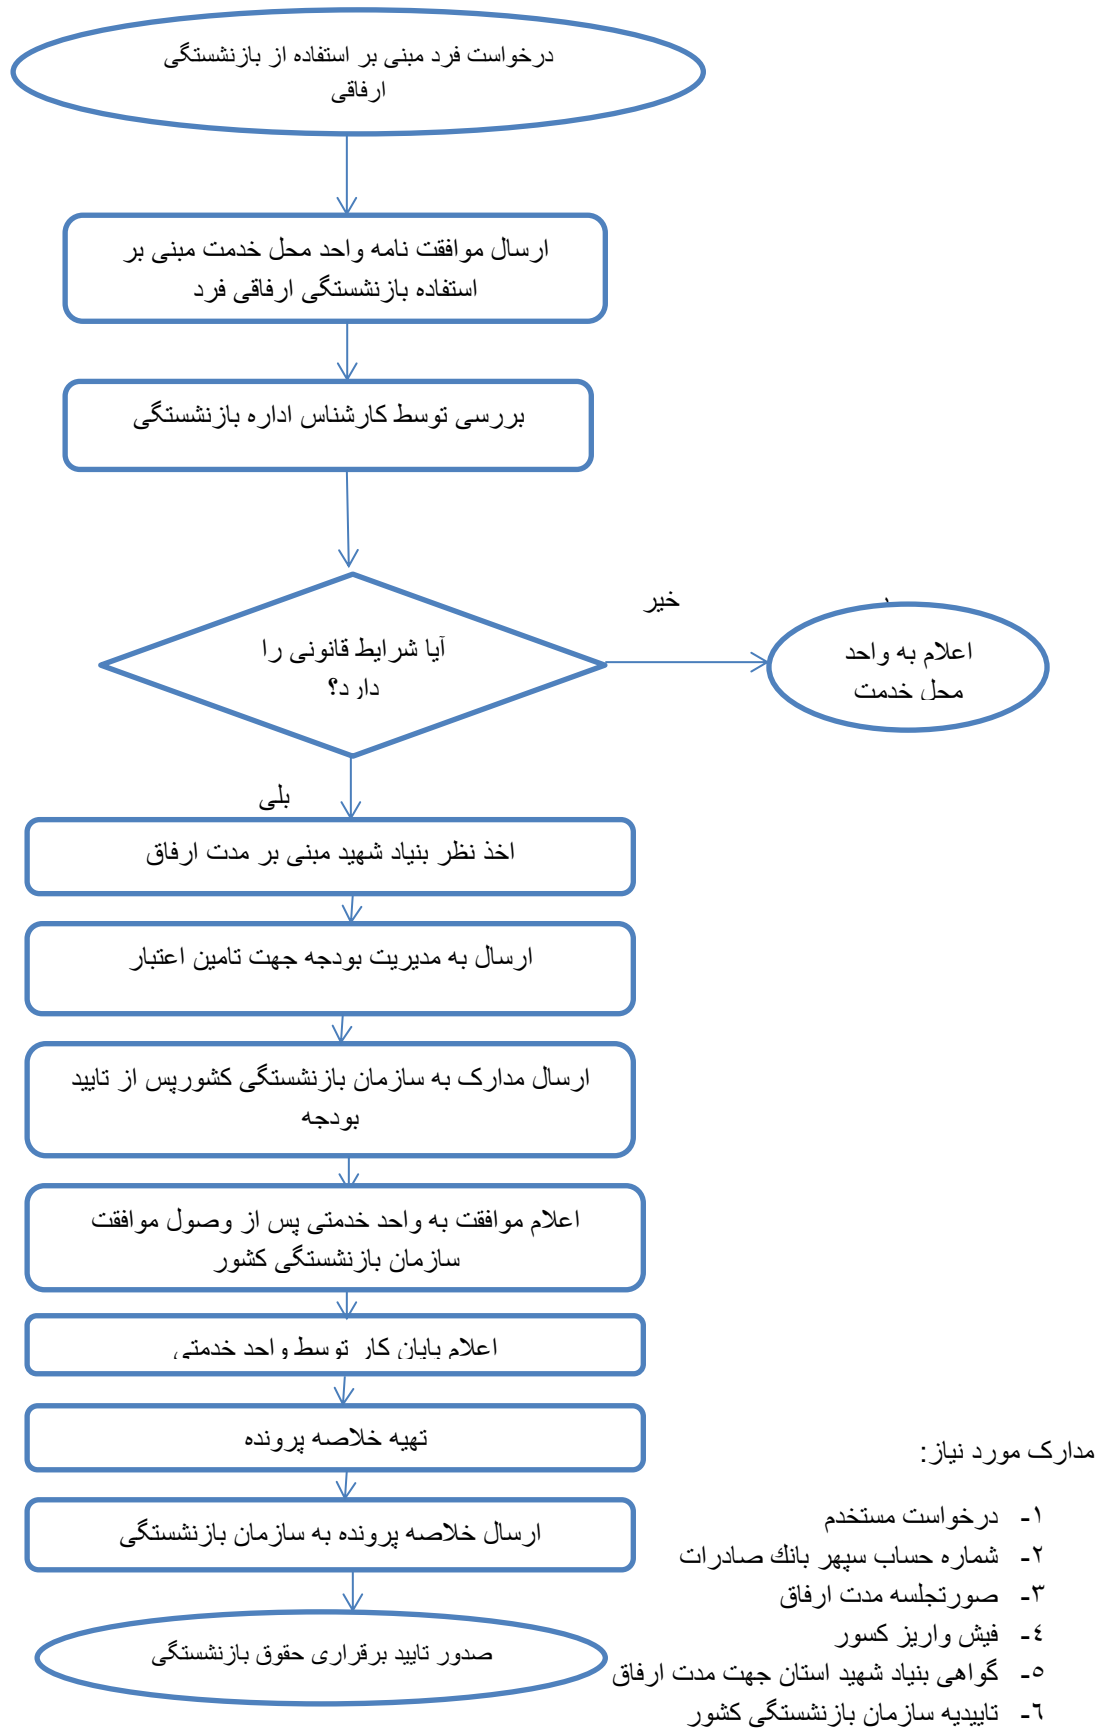 درخواست فرد مبنی بر استفاده از بازنشستگی
ارفاقی
ارسال موافقت نامه واحد محل خدمت مبنی بر
استفاده بازنشستگی ارفاقی فرد
بررسی توسط کارشناس اداره بازنشستگی
آیا شرایط قانونی را
دارد؟
خیر
اعلام به واحد
محل خدمت
بلی
اخذ نظر بنیاد شهید مبنی بر مدت ارفاق
ارسال به مدیریت بودجه جهت تامین اعتبار
ارسال مدارک به سازمان بازنشستگی کشورپس از تایید
بودجه
اعلام موافقت به واحد خدمتی پس از وصول موافقت
سازمان بازنشستگی کشور
اعلام پایان کار توسط واحد خدمتی
تهیه خلاصه پرونده
ارسال خلاصه پرونده به سازمان بازنشستگی
صدور تایید برقراری حقوق بازنشستگی
مدارک مورد نیاز:
۱- درخواست مستخدم
۲- شماره حساب سپهر بانك صادرات
۳- صورتجلسه مدت ارفاق
٤- فیش واریز کسور
٥- گواهی بنیاد شهید استان جهت مدت ارفاق
٦- تاییدیه سازمان بازنشستگی کشور